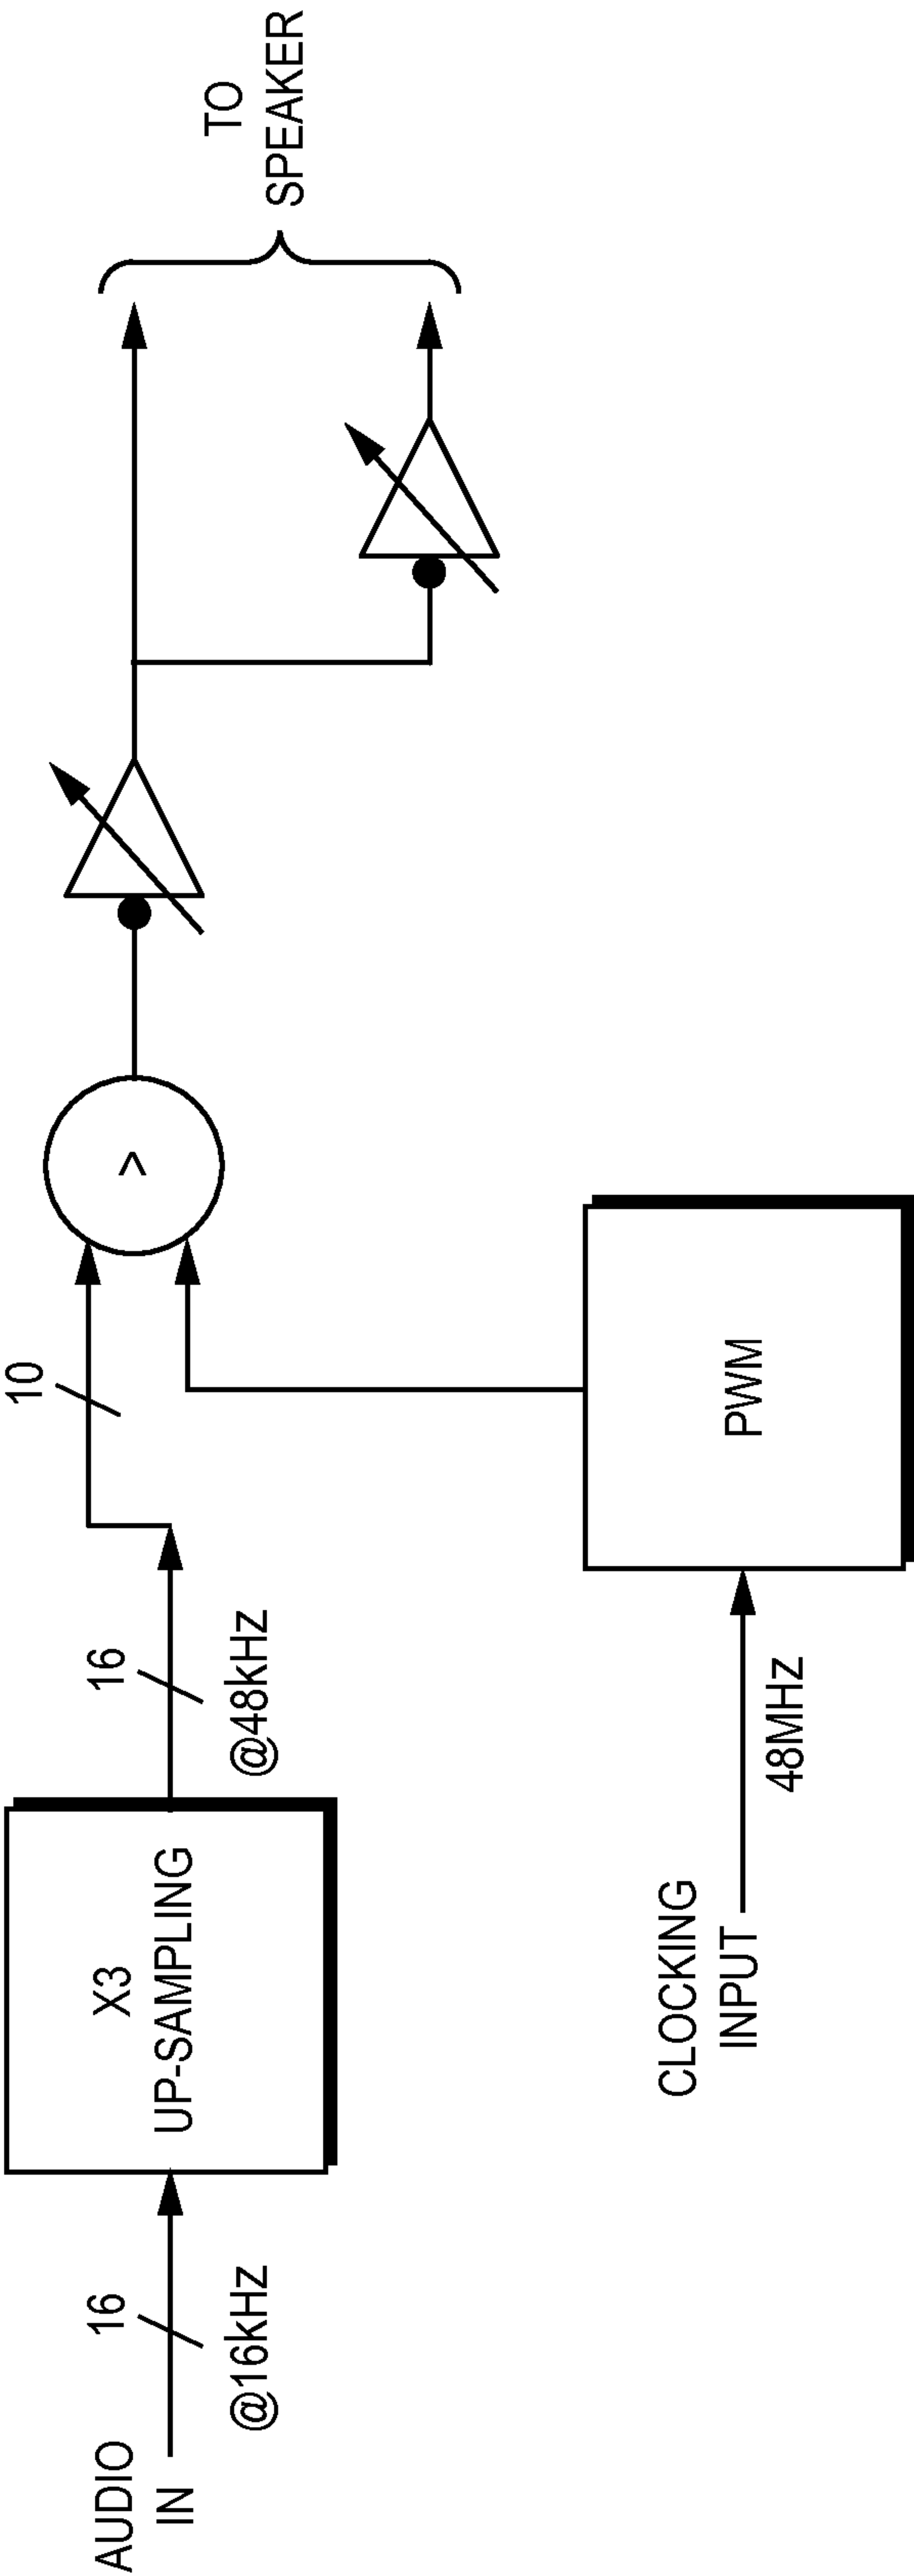 AUDIO
IN
16
@16kHz
X3
UP-SAMPLING
16
@48kHz
10
>
TO
SPEAKER
CLOCKING
INPUT
48MHz
PWM